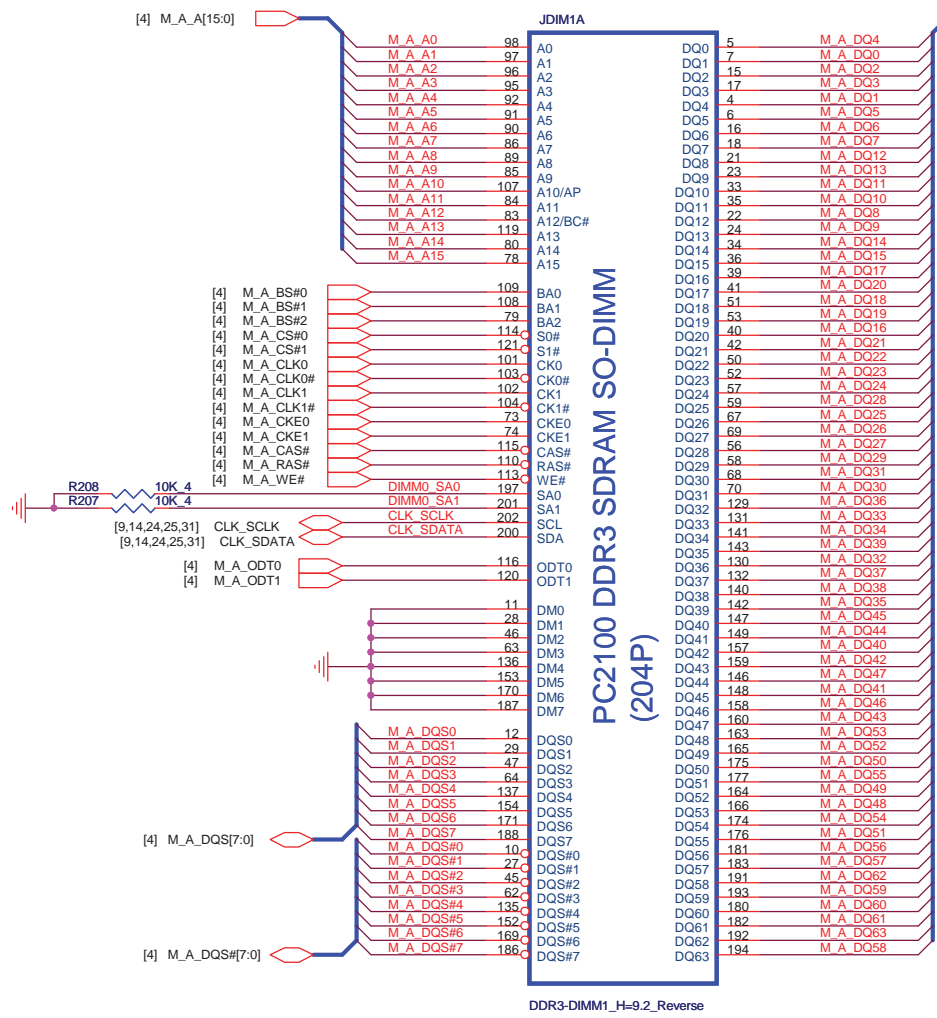 [4] M_A_A[15:0]
JDIM1A
M_A_A0 98 A0
M_A_A1 97 A1
M_A_A2 96 A2
M_A_A3 95 A3
M_A_A4 92 A4
M_A_A5 91 A5
M_A_A6 90 A6
M_A_A7 86 A7
M_A_A8 89 A8
M_A_A9 85 A9
M_A_A10 107 A10/AP
M_A_A11 84 A11
M_A_A12 83 A12/BC#
M_A_A13 119 A13
M_A_A14 80 A14
M_A_A15 78 A15
[4] M_A_BS#0 109 BA0
[4] M_A_BS#1 108 BA1
[4] M_A_BS#2 79 BA2
[4] M_A_CS#0 114 S0#
[4] M_A_CS#1 121 S1#
[4] M_A_CLK0 101 CK0
[4] M_A_CLK0# 103 CK0#
[4] M_A_CLK1 102 CK1
[4] M_A_CLK1# 104 CK1#
[4] M_A_CKE0 73 CKE0
[4] M_A_CKE1 74 CKE1
[4] M_A_CAS# 115 CAS#
[4] M_A_RAS# 110 RAS#
[4] M_A_WE# 113 WE#
R208 10K_4 DIMM0_SA0 197 SA0
R207 10K_4 DIMM0_SA1 201 SA1
[9,14,24,25,31] CLK_SCLK CLK_SCLK 202 SCL
[9,14,24,25,31] CLK_SDATA CLK_SDATA 200 SDA
[4] M_A_ODT0 116 ODT0
[4] M_A_ODT1 120 ODT1
11 DM0
28 DM1
46 DM2
63 DM3
136 DM4
153 DM5
170 DM6
187 DM7
M_A_DQS0 12 DQS0
M_A_DQS1 29 DQS1
M_A_DQS2 47 DQS2
M_A_DQS3 64 DQS3
M_A_DQS4 137 DQS4
M_A_DQS5 154 DQS5
M_A_DQS6 171 DQS6
M_A_DQS7 188 DQS7
[4] M_A_DQS[7:0]
M_A_DQS#0 10 DQS#0
M_A_DQS#1 27 DQS#1
M_A_DQS#2 45 DQS#2
M_A_DQS#3 62 DQS#3
M_A_DQS#4 135 DQS#4
M_A_DQS#5 152 DQS#5
M_A_DQS#6 169 DQS#6
M_A_DQS#7 186 DQS#7
[4] M_A_DQS#[7:0]
PC2100 DDR3 SDRAM SO-DIMM
(204P)
DQ0 5 M_A_DQ4
DQ1 7 M_A_DQ0
DQ2 15 M_A_DQ2
DQ3 17 M_A_DQ3
DQ4 4 M_A_DQ1
DQ5 6 M_A_DQ5
DQ6 16 M_A_DQ6
DQ7 18 M_A_DQ7
DQ8 21 M_A_DQ12
DQ9 23 M_A_DQ13
DQ10 33 M_A_DQ11
DQ11 35 M_A_DQ10
DQ12 22 M_A_DQ8
DQ13 24 M_A_DQ9
DQ14 34 M_A_DQ14
DQ15 36 M_A_DQ15
DQ16 39 M_A_DQ17
DQ17 41 M_A_DQ20
DQ18 51 M_A_DQ18
DQ19 53 M_A_DQ19
DQ20 40 M_A_DQ16
DQ21 42 M_A_DQ21
DQ22 50 M_A_DQ22
DQ23 52 M_A_DQ23
DQ24 57 M_A_DQ24
DQ25 59 M_A_DQ28
DQ26 67 M_A_DQ25
DQ27 69 M_A_DQ26
DQ28 56 M_A_DQ27
DQ29 58 M_A_DQ29
DQ30 68 M_A_DQ31
DQ31 70 M_A_DQ30
DQ32 129 M_A_DQ36
DQ33 131 M_A_DQ33
DQ34 141 M_A_DQ34
DQ35 143 M_A_DQ39
DQ36 130 M_A_DQ32
DQ37 132 M_A_DQ37
DQ38 140 M_A_DQ38
DQ39 142 M_A_DQ35
DQ40 147 M_A_DQ45
DQ41 149 M_A_DQ44
DQ42 157 M_A_DQ40
DQ43 159 M_A_DQ42
DQ44 146 M_A_DQ47
DQ45 148 M_A_DQ41
DQ46 158 M_A_DQ46
DQ47 160 M_A_DQ43
DQ48 163 M_A_DQ53
DQ49 165 M_A_DQ52
DQ50 175 M_A_DQ50
DQ51 177 M_A_DQ55
DQ52 164 M_A_DQ49
DQ53 166 M_A_DQ48
DQ54 174 M_A_DQ54
DQ55 176 M_A_DQ51
DQ56 181 M_A_DQ56
DQ57 183 M_A_DQ57
DQ58 191 M_A_DQ62
DQ59 193 M_A_DQ59
DQ60 180 M_A_DQ60
DQ61 182 M_A_DQ61
DQ62 192 M_A_DQ63
DQ63 194 M_A_DQ58
DDR3-DIMM1_H=9.2_Reverse